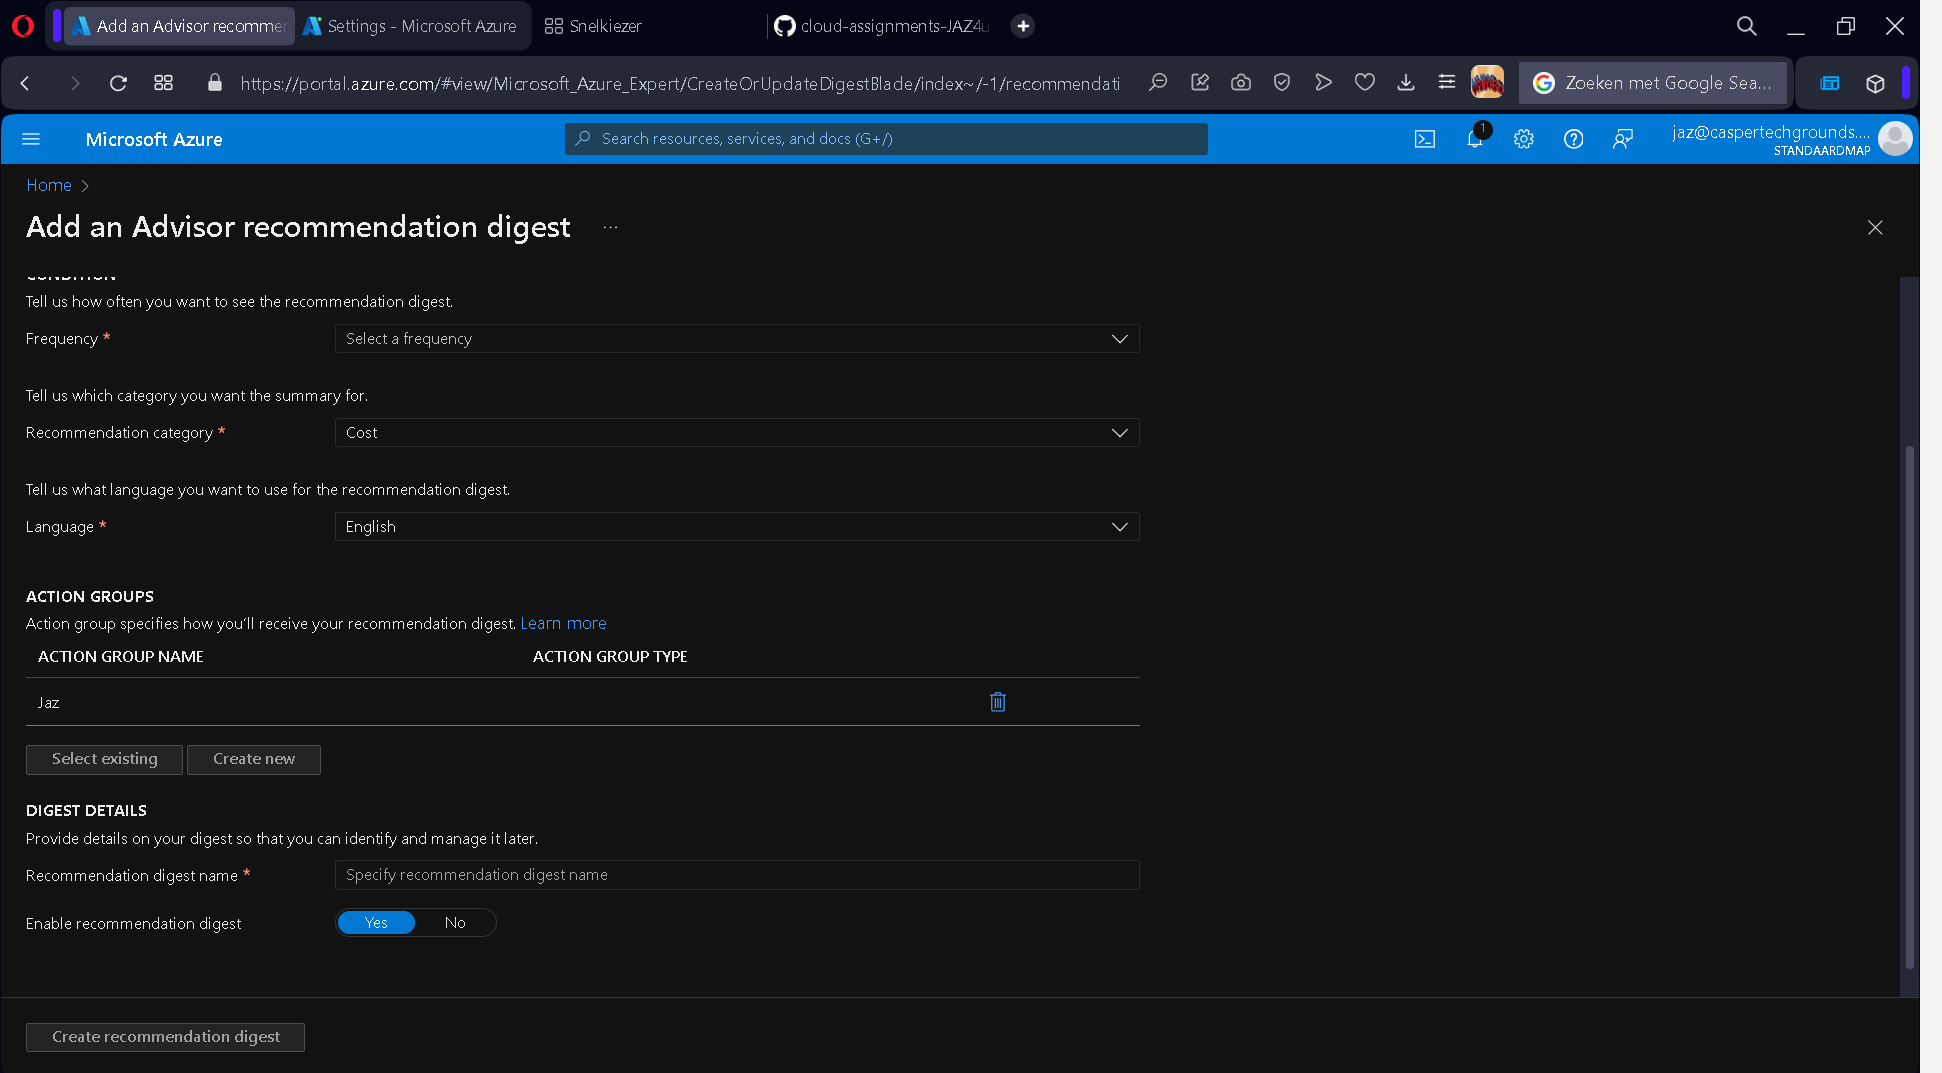 Add an Advisor recommer
Settings - Microsoft Azure
Snelkiezer
cloud-assignments-JAZ4u
https://portal.azure.com/#view/Microsoft_Azure_Expert/CreateOrUpdateDigestBlade/index~/-1/recommendati
Zoeken met Google Sea...
Microsoft Azure
Search resources, services, and docs (G+/)
1
jaz@caspertechgrounds....
STANDAARDMAP
Home
Add an Advisor recommendation digest
...
CONDITION
Tell us how often you want to see the recommendation digest.
Frequency *
Select a frequency
Tell us which category you want the summary for.
Recommendation category *
Cost
Tell us what language you want to use for the recommendation digest.
Language *
English
ACTION GROUPS
Action group specifies how you'll receive your recommendation digest. Learn more
ACTION GROUP NAME
ACTION GROUP TYPE
Jaz
Select existing
Create new
DIGEST DETAILS
Provide details on your digest so that you can identify and manage it later.
Recommendation digest name *
Specify recommendation digest name
Enable recommendation digest
Yes
No
Create recommendation digest